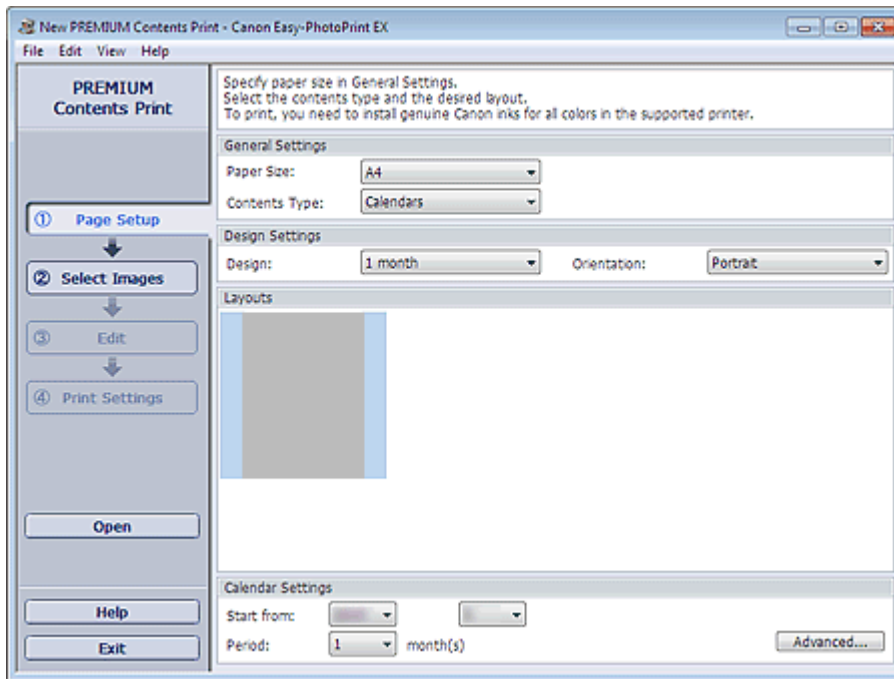 New PREMIUM Contents Print - Canon Easy-PhotoPrint EX
File Edit View Help
PREMIUM
Contents Print
① Page Setup
② Select Images
③ Edit
④ Print Settings
Open
Help
Exit
Specify paper size in General Settings.
Select the contents type and the desired layout.
To print, you need to install genuine Canon inks for all colors in the supported printer.
General Settings
Paper Size: A4
Contents Type: Calendars
Design Settings
Design: 1 month Orientation: Portrait
Layouts
Calendar Settings
Start from:
Period: 1 month(s) Advanced...